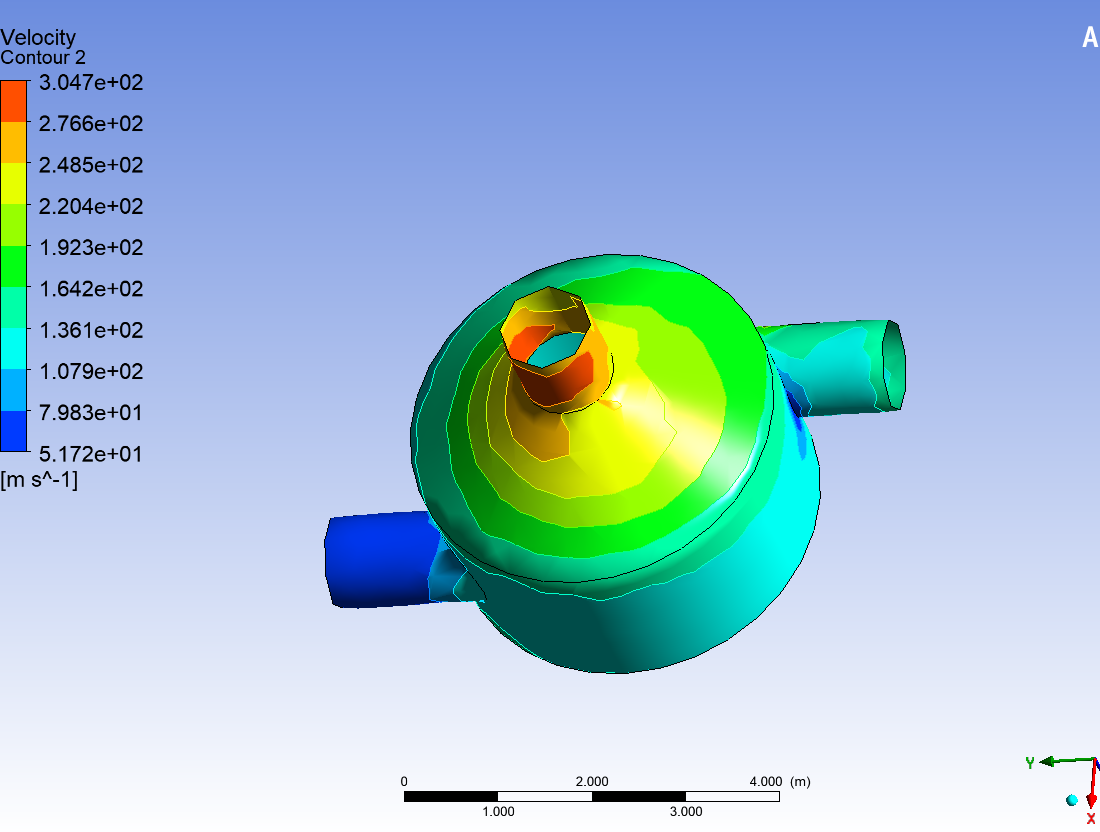 Velocity
Contour 2
3.047e+02
2.766e+02
2.485e+02
2.204e+02
1.923e+02
1.642e+02
1.361e+02
1.079e+02
7.983e+01
5.172e+01
[m s^-1]
A
0 2.000 4.000 (m)
1.000 3.000
Y
X